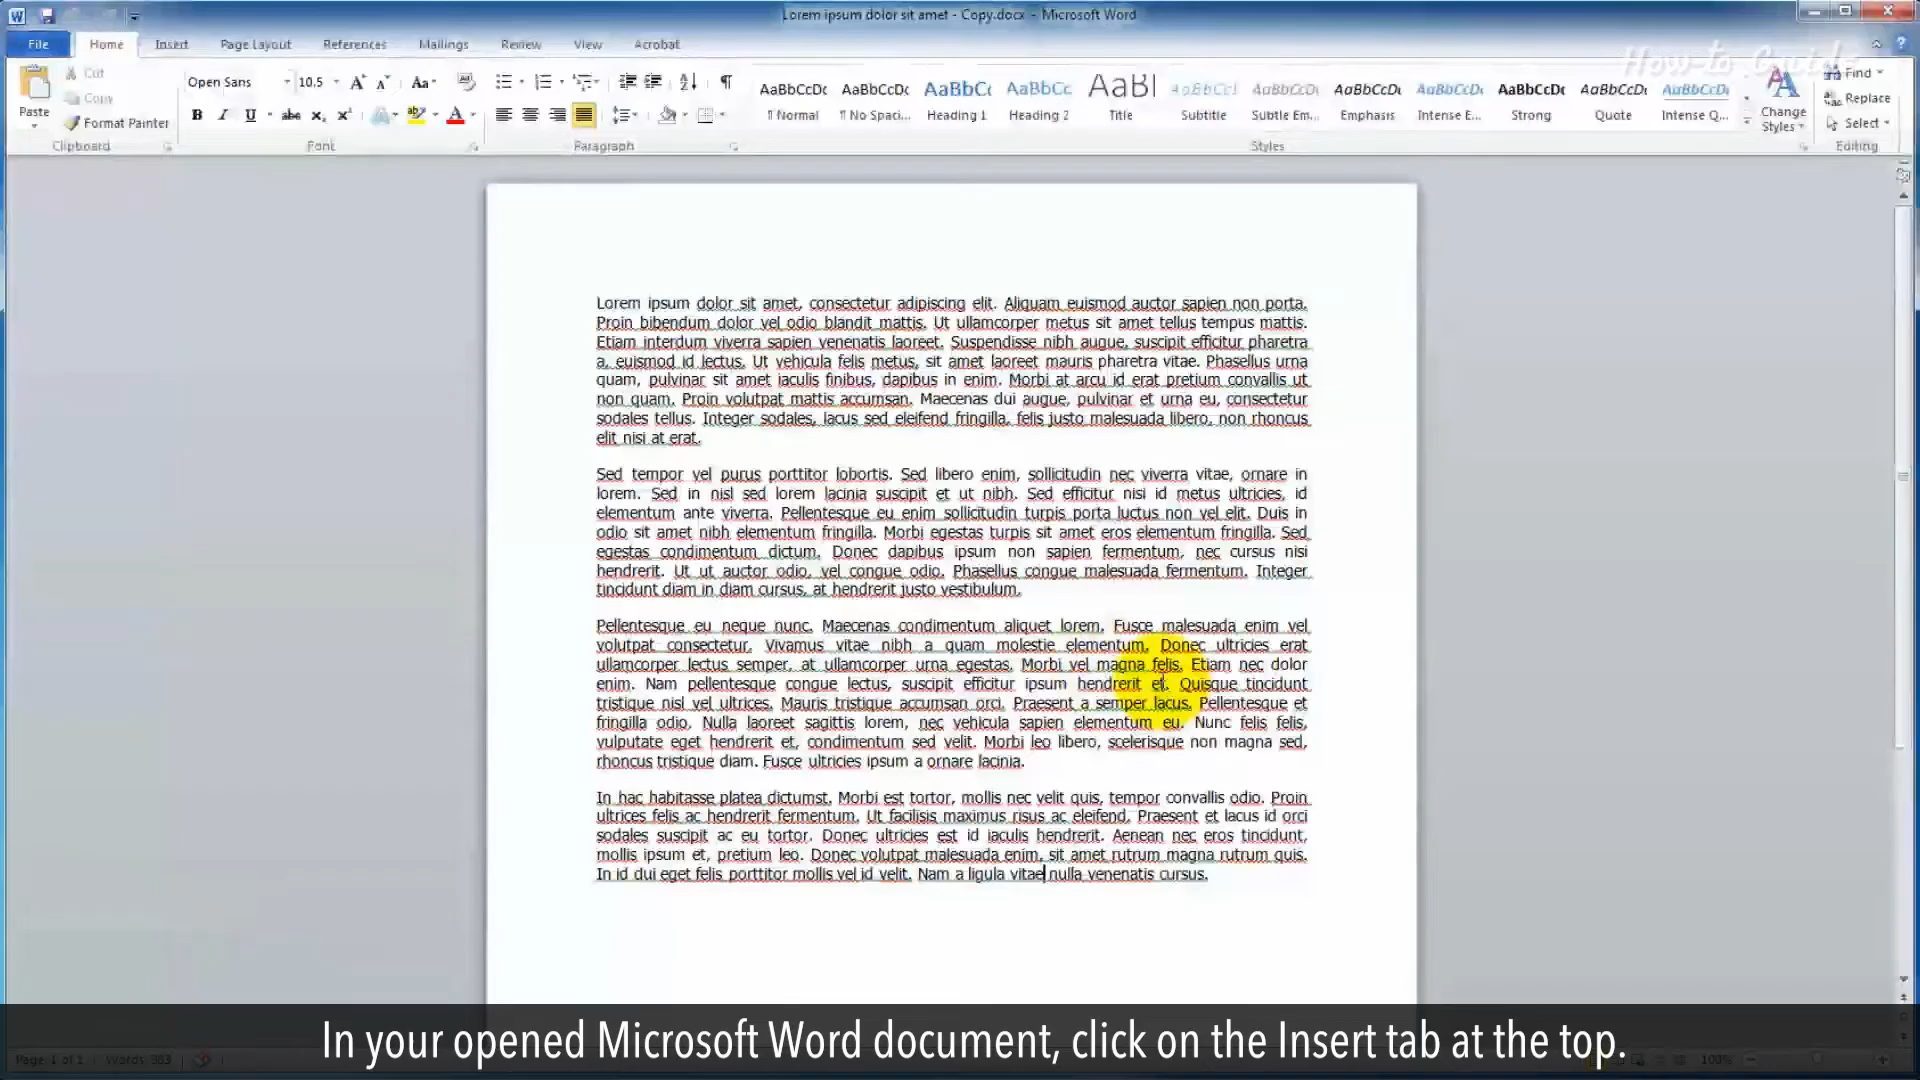 Lorem ipsum dolor sit amet - Copy.docx - Microsoft Word
File Home Insert Page Layout References Mailings Review View Acrobat
How-to Guide
Paste
Cut
Copy
Format Painter
Clipboard
Open Sans 10.5
Font
Paragraph
AaBbCcDc AaBbCcDc AaBbC( AaBbCc AaBI AaBbCcl AaBbCcDc AaBbCcDc AaBbCcDc AaBbCcDc AaBbCcDc AaBbCcDc
¶ Normal ¶ No Spaci... Heading 1 Heading 2 Title Subtitle Subtle Em... Emphasis Intense E... Strong Quote Intense Q...
Change Styles
Styles
Find
Replace
Select
Editing
Lorem ipsum dolor sit amet, consectetur adipiscing elit. Aliquam euismod auctor sapien non porta.
Proin bibendum dolor vel odio blandit mattis. Ut ullamcorper metus sit amet tellus tempus mattis.
Etiam interdum viverra sapien venenatis laoreet. Suspendisse nibh augue, suscipit efficitur pharetra
a, euismod id lectus. Ut vehicula felis metus, sit amet laoreet mauris pharetra vitae. Phasellus urna
quam, pulvinar sit amet iaculis finibus, dapibus in enim. Morbi at arcu id erat pretium convallis ut
non quam. Proin volutpat mattis accumsan. Maecenas dui augue, pulvinar et urna eu, consectetur
sodales tellus. Integer sodales, lacus sed eleifend fringilla, felis justo malesuada libero, non rhoncus
elit nisi at erat.
Sed tempor vel purus porttitor lobortis. Sed libero enim, sollicitudin nec viverra vitae, ornare in
lorem. Sed in nisl sed lorem lacinia suscipit et ut nibh. Sed efficitur nisi id metus ultricies, id
elementum ante viverra. Pellentesque eu enim sollicitudin turpis porta luctus non vel elit. Duis in
odio sit amet nibh elementum fringilla. Morbi egestas turpis sit amet eros elementum fringilla. Sed
egestas condimentum dictum. Donec dapibus ipsum non sapien fermentum, nec cursus nisi
hendrerit. Ut ut auctor odio, vel congue odio. Phasellus congue malesuada fermentum. Integer
tincidunt diam in diam cursus, at hendrerit justo vestibulum.
Pellentesque eu neque nunc. Maecenas condimentum aliquet lorem. Fusce malesuada enim vel
volutpat consectetur. Vivamus vitae nibh a quam molestie elementum. Donec ultricies erat
ullamcorper lectus semper, at ullamcorper urna egestas. Morbi vel magna felis. Etiam nec dolor
enim. Nam pellentesque congue lectus, suscipit efficitur ipsum hendrerit et. Quisque tincidunt
tristique nisl vel ultrices. Mauris tristique accumsan orci. Praesent a semper lacus. Pellentesque et
fringilla odio. Nulla laoreet sagittis lorem, nec vehicula sapien elementum eu. Nunc felis felis,
vulputate eget hendrerit et, condimentum sed velit. Morbi leo libero, scelerisque non magna sed,
rhoncus tristique diam. Fusce ultricies ipsum a ornare lacinia.
In hac habitasse platea dictumst. Morbi est tortor, mollis nec velit quis, tempor convallis odio. Proin
ultrices felis ac hendrerit fermentum. Ut facilisis maximus risus ac eleifend. Praesent et lacus id orci
sodales suscipit ac eu tortor. Donec ultricies est id iaculis hendrerit. Aenean nec eros tincidunt,
mollis ipsum et, pretium leo. Donec volutpat malesuada enim, sit amet rutrum magna rutrum quis.
In id dui eget felis porttitor mollis vel id velit. Nam a ligula vitae nulla venenatis cursus.
In your opened Microsoft Word document, click on the Insert tab at the top.
Page: 1 of 1 Words: 303 100%